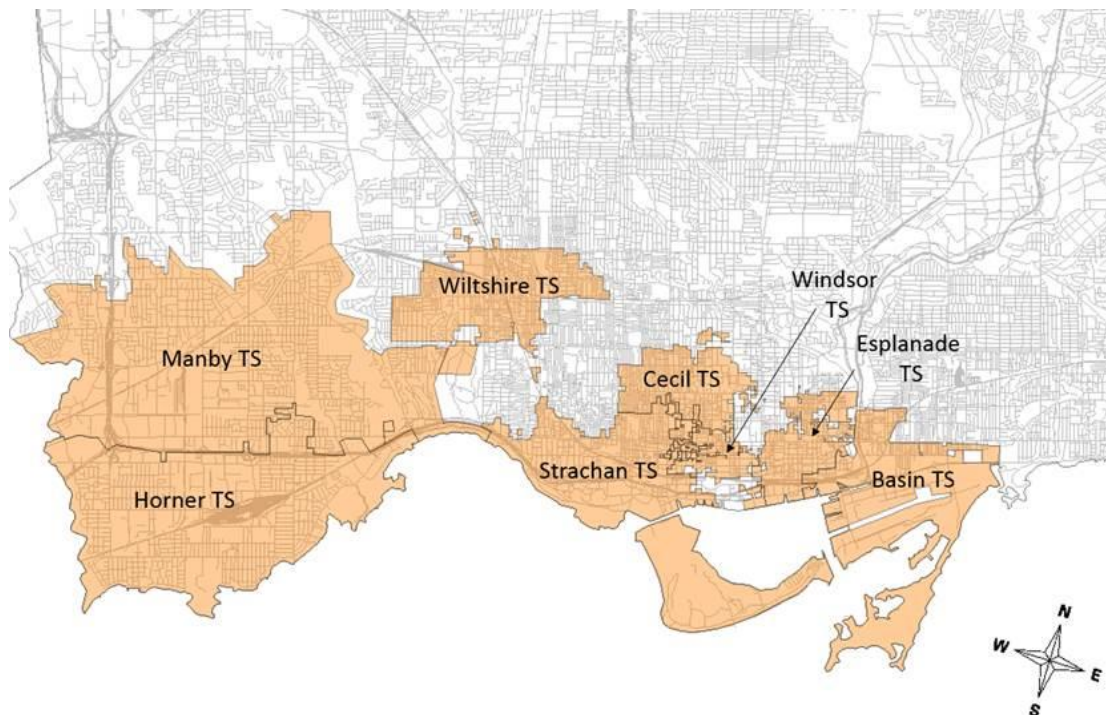 Windsor
TS
Wiltshire TS
Esplanade
TS
Manby TS
Cecil TS
Strachan TS
Basin TS
Horner TS
N
W
E
S